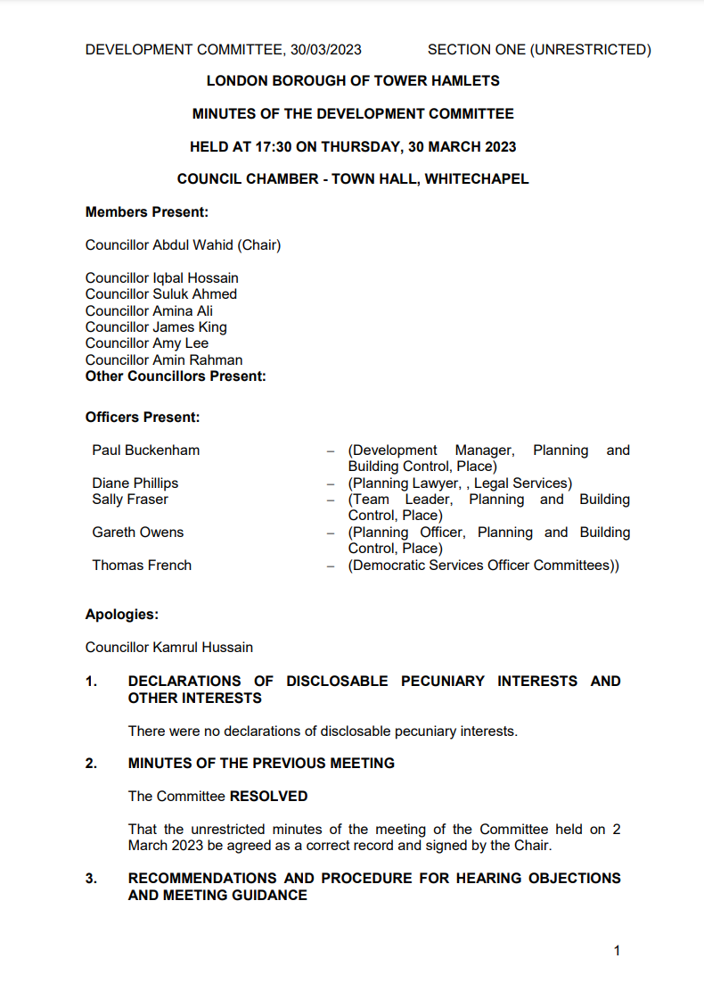 DEVELOPMENT COMMITTEE, 30/03/2023 SECTION ONE (UNRESTRICTED)
LONDON BOROUGH OF TOWER HAMLETS
MINUTES OF THE DEVELOPMENT COMMITTEE
HELD AT 17:30 ON THURSDAY, 30 MARCH 2023
COUNCIL CHAMBER - TOWN HALL, WHITECHAPEL
Members Present:
Councillor Abdul Wahid (Chair)
Councillor Iqbal Hossain
Councillor Suluk Ahmed
Councillor Amina Ali
Councillor James King
Councillor Amy Lee
Councillor Amin Rahman
Other Councillors Present:
Officers Present:
Paul Buckenham – (Development Manager, Planning and
Building Control, Place)
Diane Phillips – (Planning Lawyer, , Legal Services)
Sally Fraser – (Team Leader, Planning and Building
Control, Place)
Gareth Owens – (Planning Officer, Planning and Building
Control, Place)
Thomas French – (Democratic Services Officer Committees))
Apologies:
Councillor Kamrul Hussain
1. DECLARATIONS OF DISCLOSABLE PECUNIARY INTERESTS AND
OTHER INTERESTS
There were no declarations of disclosable pecuniary interests.
2. MINUTES OF THE PREVIOUS MEETING
The Committee RESOLVED
That the unrestricted minutes of the meeting of the Committee held on 2
March 2023 be agreed as a correct record and signed by the Chair.
3. RECOMMENDATIONS AND PROCEDURE FOR HEARING OBJECTIONS
AND MEETING GUIDANCE
1